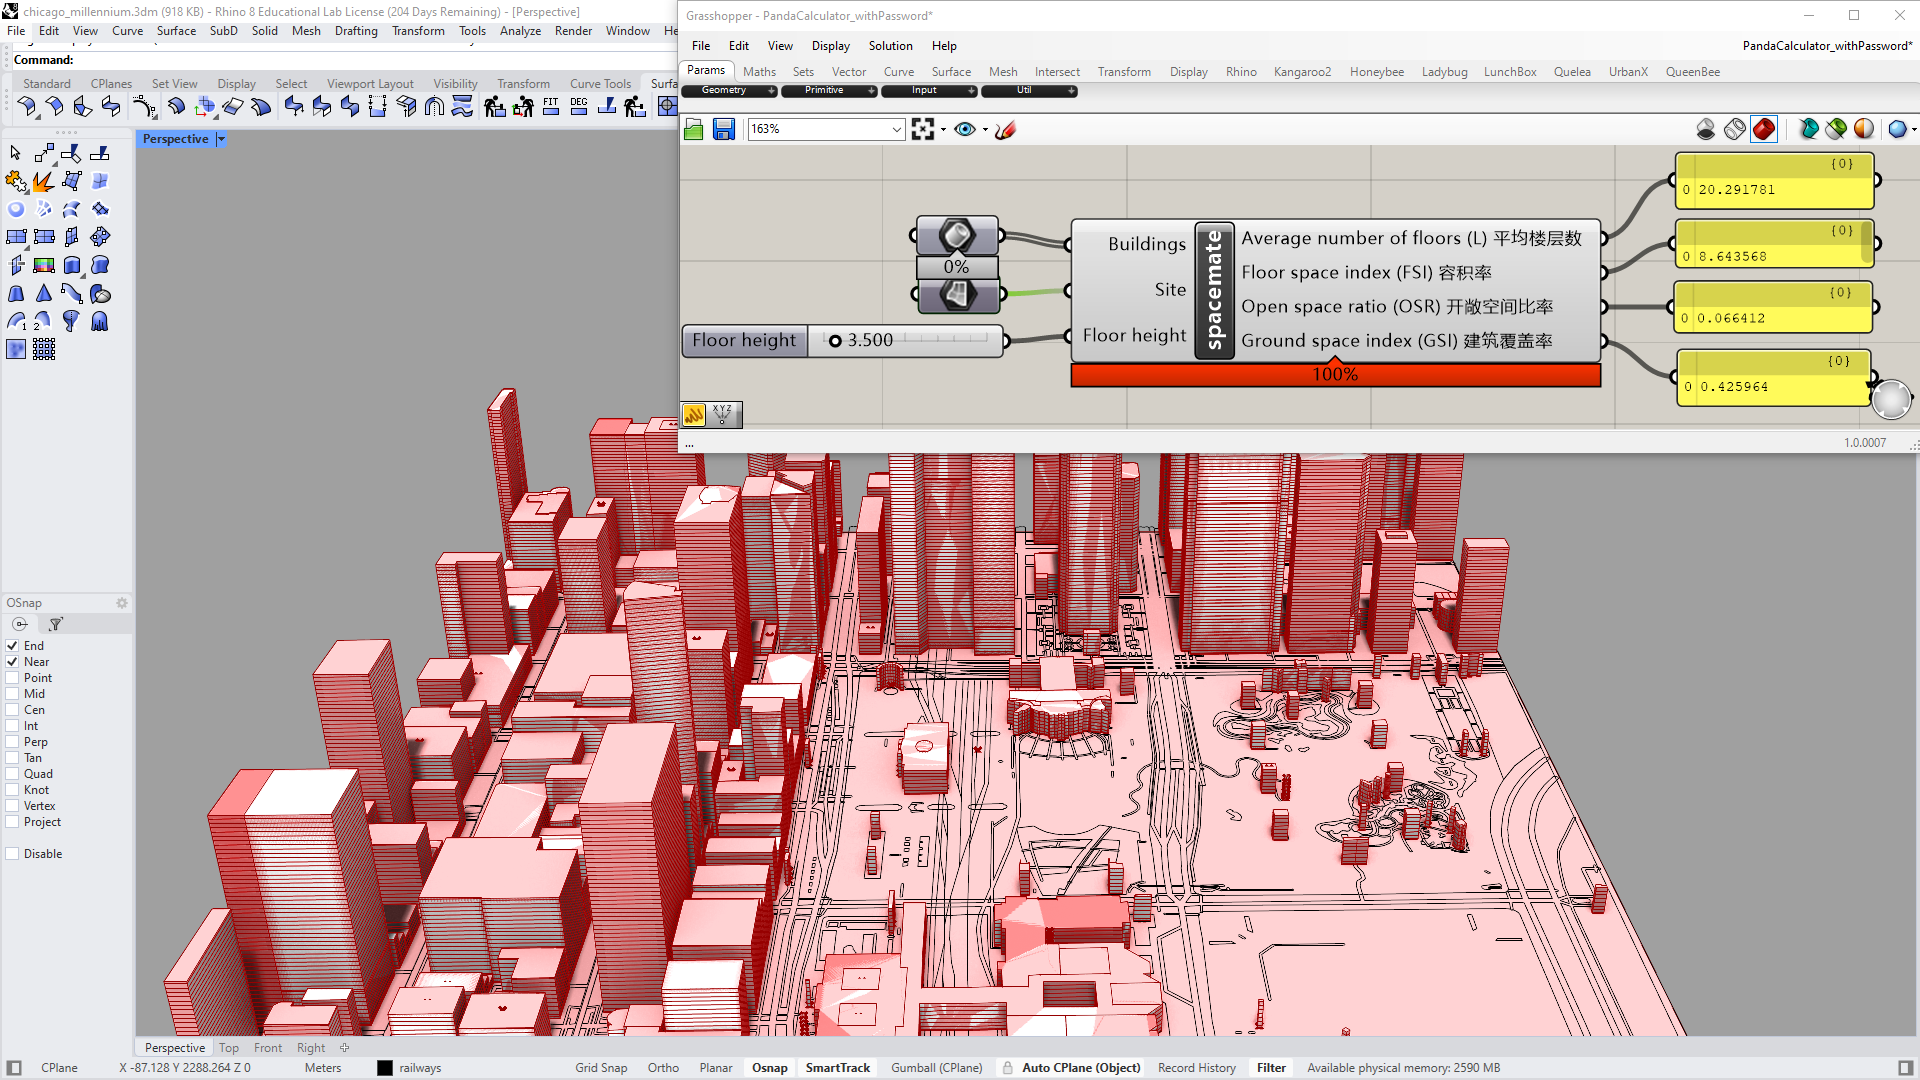 chicago_millennium.3dm (918 KB) - Rhino 8 Educational Lab License (204 Days Remaining) - [Perspective]
File Edit View Curve Surface SubD Solid Mesh Drafting Transform Tools Analyze Render Window He
Command:
Standard CPlanes Set View Display Select Viewport Layout Visibility Transform Curve Tools Surfa
FIT DEG
Perspective
Grasshopper - PandaCalculator_withPassword*
File Edit View Display Solution Help
PandaCalculator_withPassword*
Params Maths Sets Vector Curve Surface Mesh Intersect Transform Display Rhino Kangaroo2 Honeybee Ladybug LunchBox Quelea UrbanX QueenBee
Geometry Primitive Input Util
163%
0%
Floor height 3.500
Buildings
Site
Floor height
spacemate
Average number of floors (L) 平均楼层数
Floor space index (FSI) 容积率
Open space ratio (OSR) 开敞空间比率
Ground space index (GSI) 建筑覆盖率
100%
{0}
0 20.291781
{0}
0 8.643568
{0}
0 0.066412
{0}
0 0.425964
X Y Z
...
1.0.0007
1
2
OSnap
End
Near
Point
Mid
Cen
Int
Perp
Tan
Quad
Knot
Vertex
Project
Disable
Perspective Top Front Right
CPlane X -87.128 Y 2288.264 Z 0 Meters railways Grid Snap Ortho Planar Osnap SmartTrack Gumball (CPlane) Auto CPlane (Object) Record History Filter Available physical memory: 2590 MB